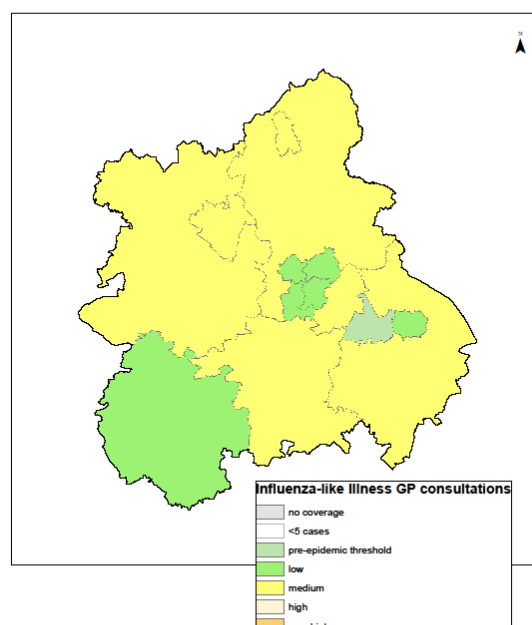 N
Influenza-like Illness GP consultations
no coverage
<5 cases
pre-epidemic threshold
low
medium
high